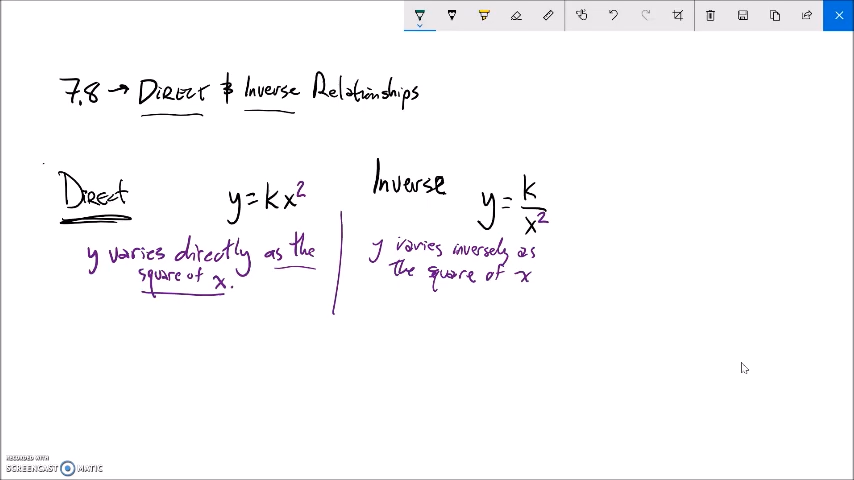 7.8 → DIRECT & Inverse Relationships
Direct
y = kx²
y varies directly as the
square of x.
Inverse
y = k/x²
y varies inversely as
the square of x
RECORDED WITH
SCREENCAST MATIC